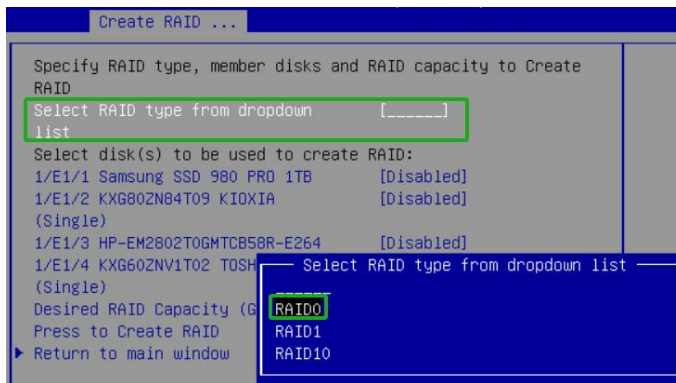 Create RAID ...
Specify RAID type, member disks and RAID capacity to Create
RAID
Select RAID type from dropdown [______]
list
Select disk(s) to be used to create RAID:
1/E1/1 Samsung SSD 980 PRO 1TB [Disabled]
1/E1/2 KXG80ZN84T09 KIOXIA [Disabled]
(Single)
1/E1/3 HP-EM2802T0GMTCB58R-E264 [Disabled]
1/E1/4 KXG60ZNV1T02 TOSH
(Single)
Desired RAID Capacity (G
Press to Create RAID
Return to main window
Select RAID type from dropdown list
______
RAID0
RAID1
RAID10